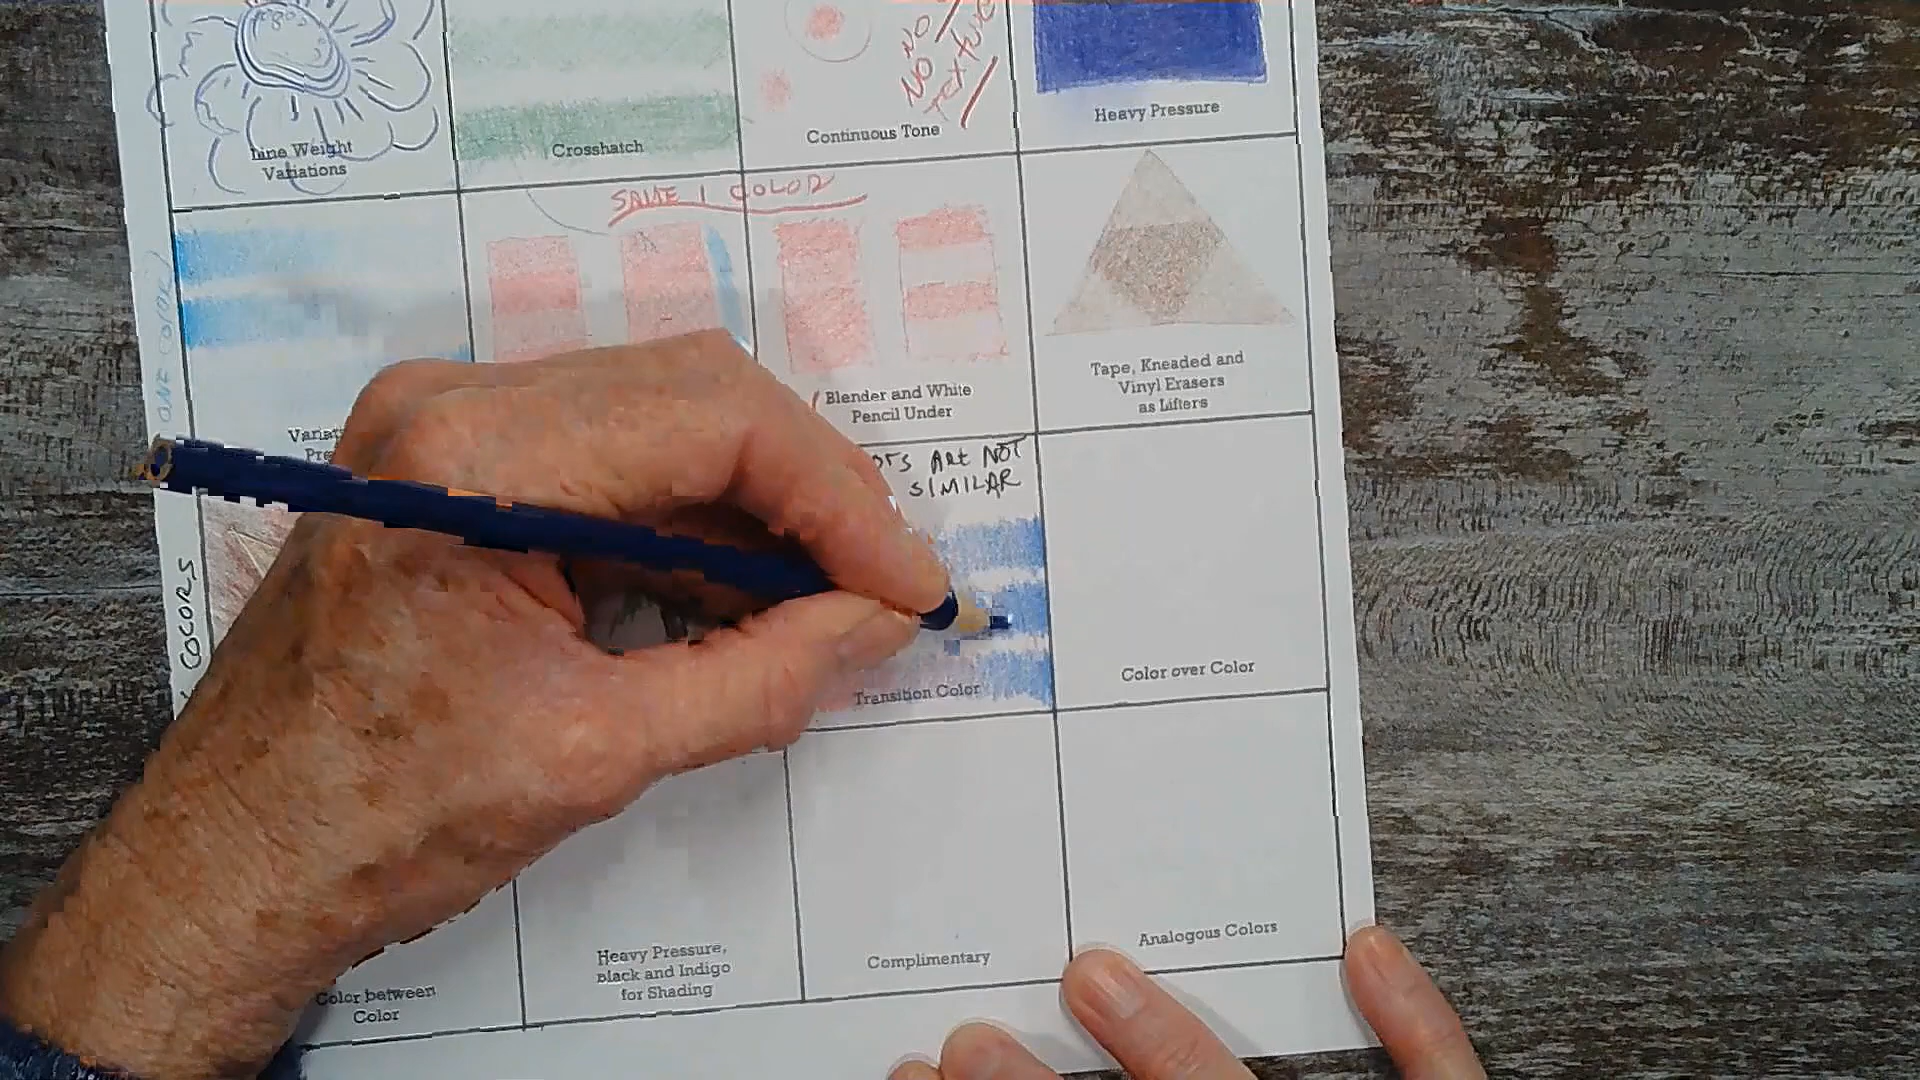 NO
NO
TEXTURE
Line Weight
Variations
Crosshatch
Continuous Tone
Heavy Pressure
SAME 1 COLOR
ONE COLOR
Blender and White
Pencil Under
Tape, Kneaded and
Vinyl Erasers
as Lifters
ARE NOT
SIMILAR
COLORS
Transition Color
Color over Color
Color between
Color
Heavy Pressure,
Black and Indigo
for Shading
Complimentary
Analogous Colors